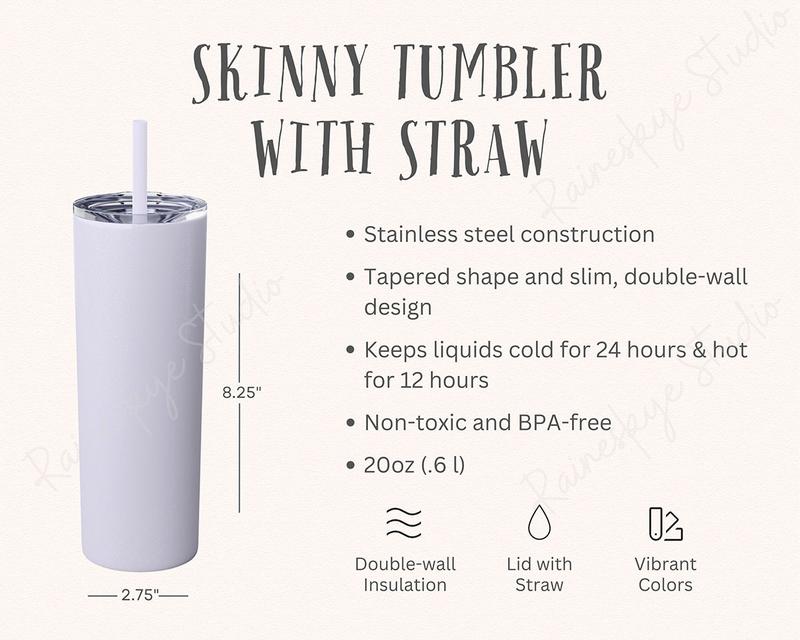 SKINNY TUMBLER
WITH STRAW
• Stainless steel construction
• Tapered shape and slim, double-wall
design
• Keeps liquids cold for 24 hours & hot
for 12 hours
• Non-toxic and BPA-free
• 20oz (.6 l)
8.25"
2.75"
Double-wall
Insulation
Lid with
Straw
Vibrant
Colors
Raineskye Studio
Raineskye Studio
Raineskye Studio